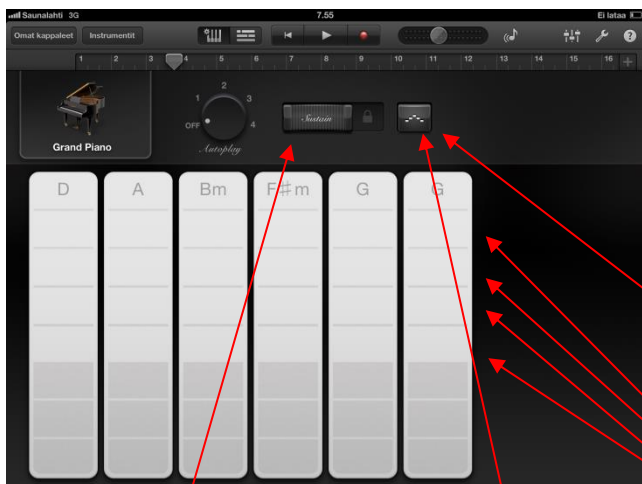 Saunalahti 3G 7.55 Ei lataa
Omat kappaleet Instrumentit ?
1 2 3 4 5 6 7 8 9 10 11 12 13 14 15 16 +
Grand Piano
OFF 1 2 3 4
Autoplay
Sustain
D A Bm F♯m G G